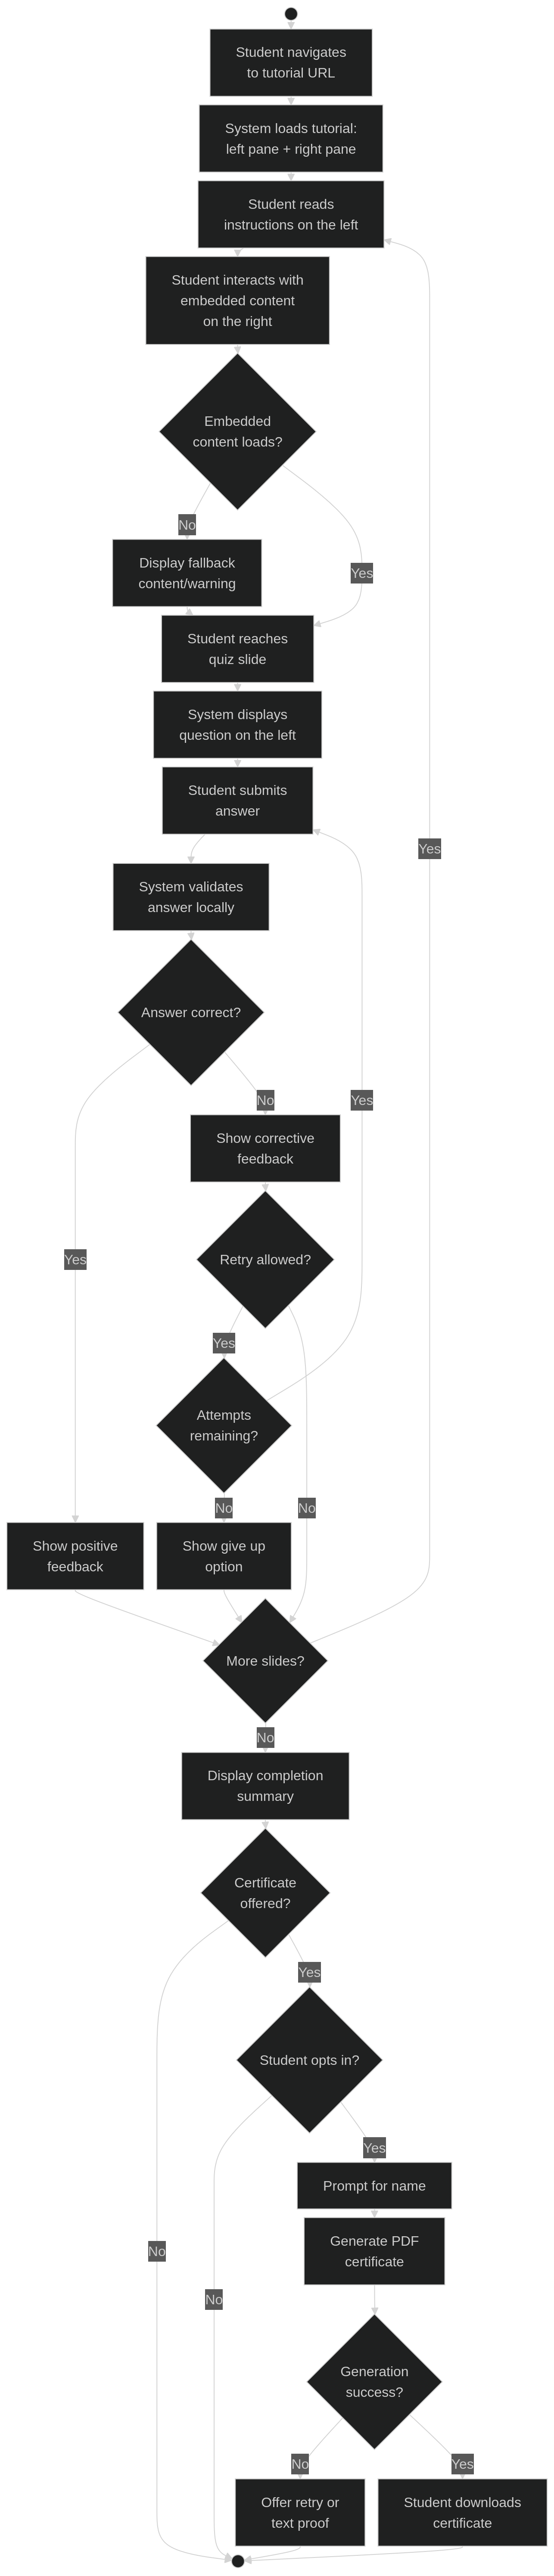 Student navigates
to tutorial URL
System loads tutorial:
left pane + right pane
Student reads
instructions on the left
Student interacts with
embedded content
on the right
Embedded
content loads?
No
Display fallback
content/warning
Yes
Student reaches
quiz slide
System displays
question on the left
Student submits
answer
Yes
System validates
answer locally
Answer correct?
No
Yes
Show corrective
feedback
Yes
Retry allowed?
Yes
Attempts
remaining?
No
No
Show positive
feedback
Show give up
option
More slides?
No
Display completion
summary
Certificate
offered?
Yes
Student opts in?
Yes
Prompt for name
Generate PDF
certificate
No
No
Generation
success?
No
Yes
Offer retry or
text proof
Student downloads
certificate